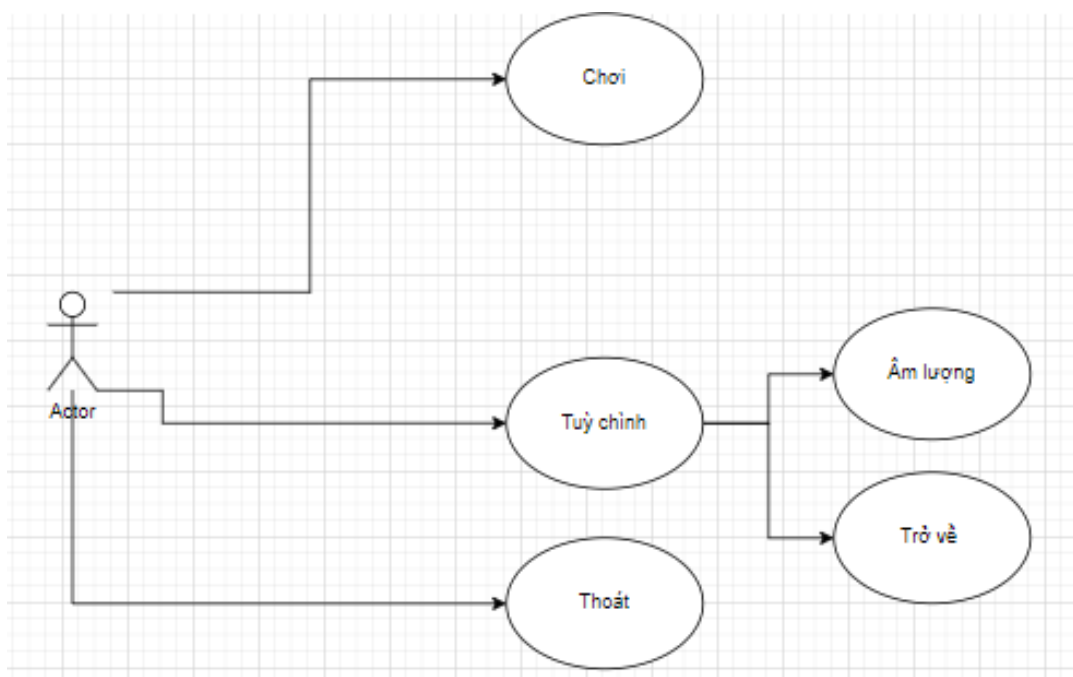 Chơi
Actor
Tuỳ chỉnh
Âm lượng
Trở về
Thoát